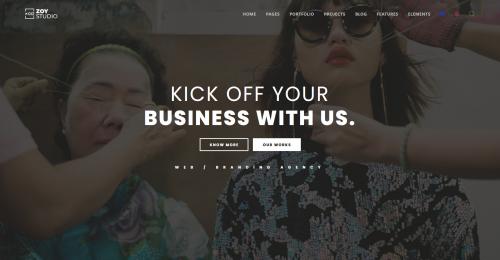 ZOY
STUDIO
HOME PAGES PORTFOLIO PROJECTS BLOG FEATURES ELEMENTS
KICK OFF YOUR
BUSINESS WITH US.
KNOW MORE OUR WORKS
WEB / BRANDING AGENCY